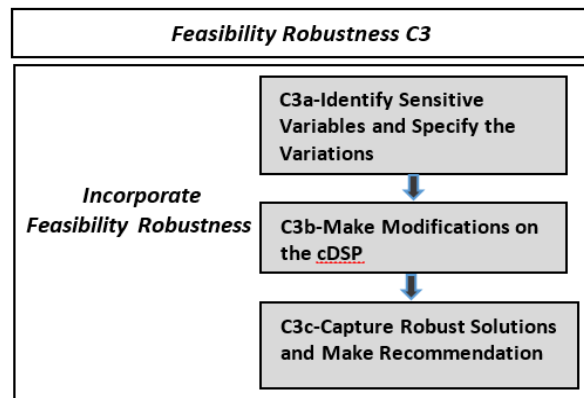 Feasibility Robustness C3
C3a-Identify Sensitive
Variables and Specify the
Variations
Incorporate
Feasibility Robustness
C3b-Make Modifications on
the cDSP
C3c-Capture Robust Solutions
and Make Recommendation